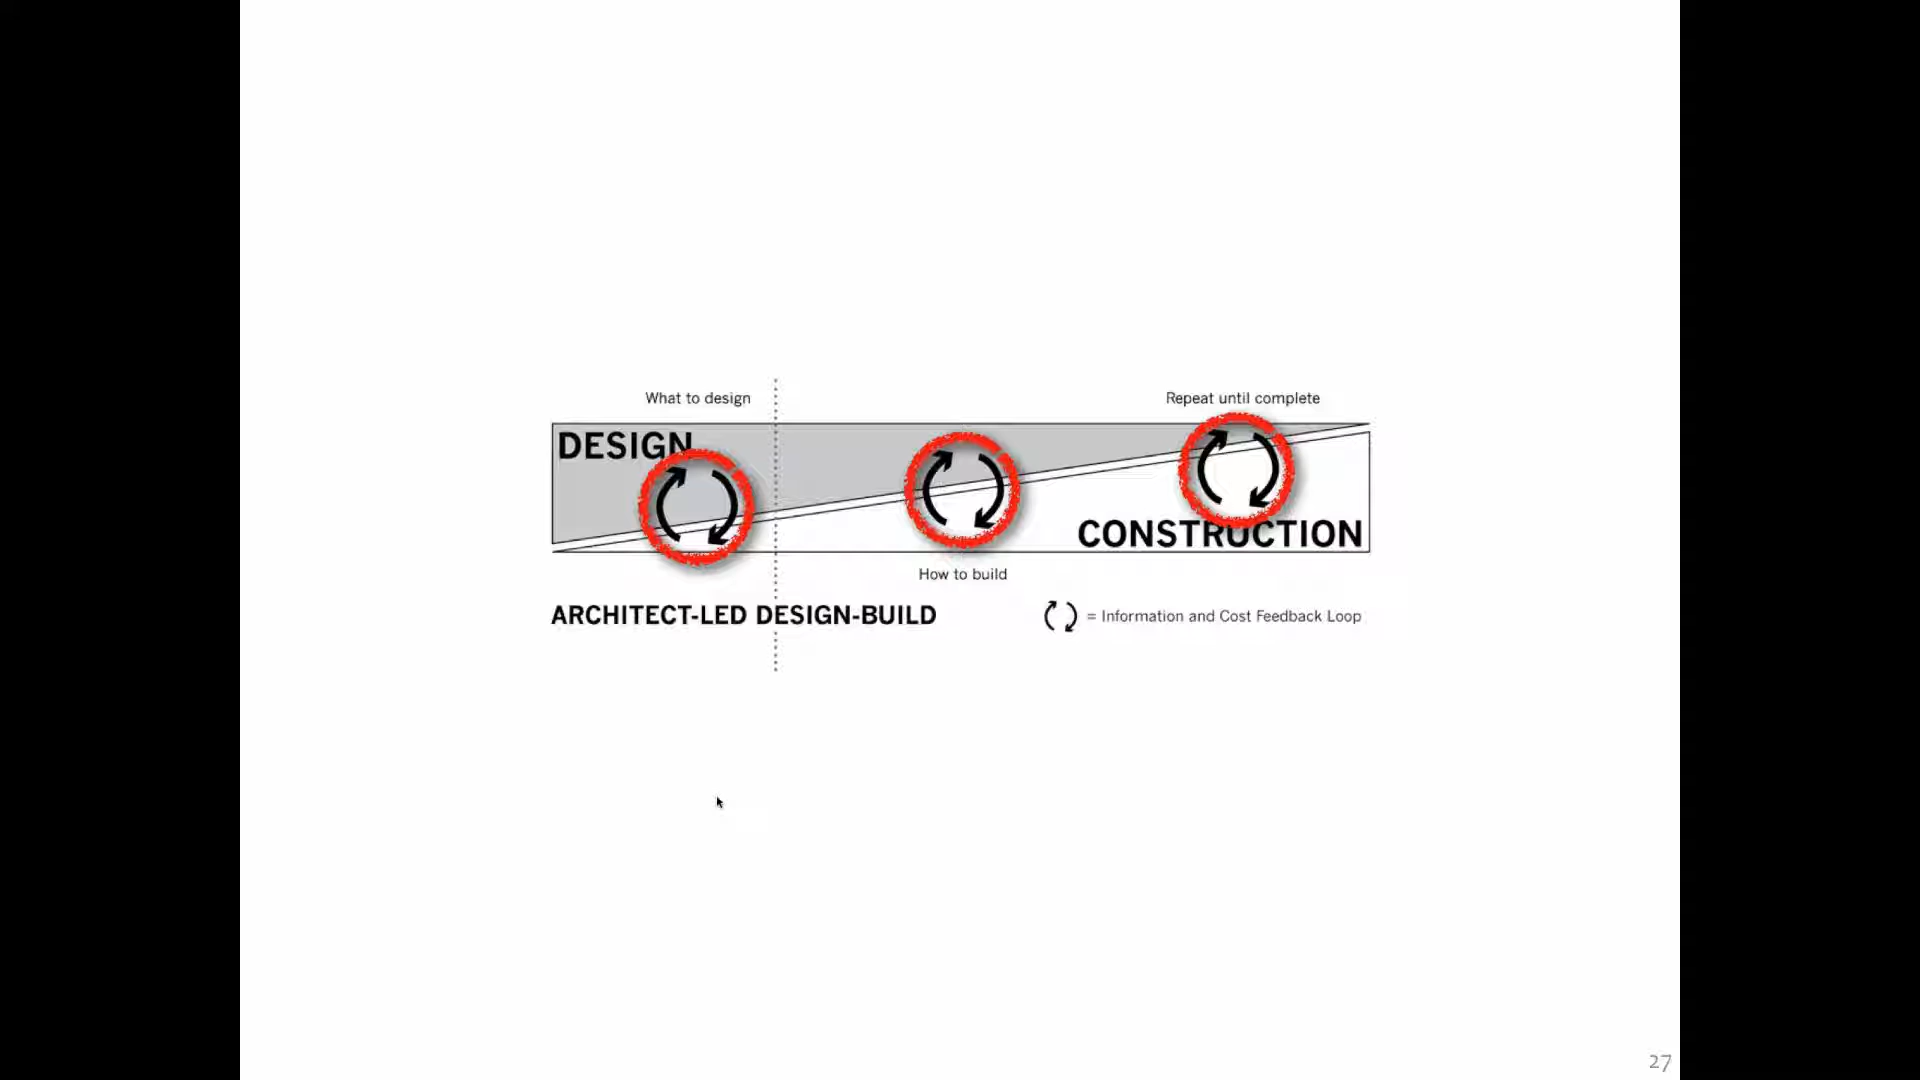 What to design
Repeat until complete
DESIGN
CONSTRUCTION
How to build
ARCHITECT-LED DESIGN-BUILD
= Information and Cost Feedback Loop
27